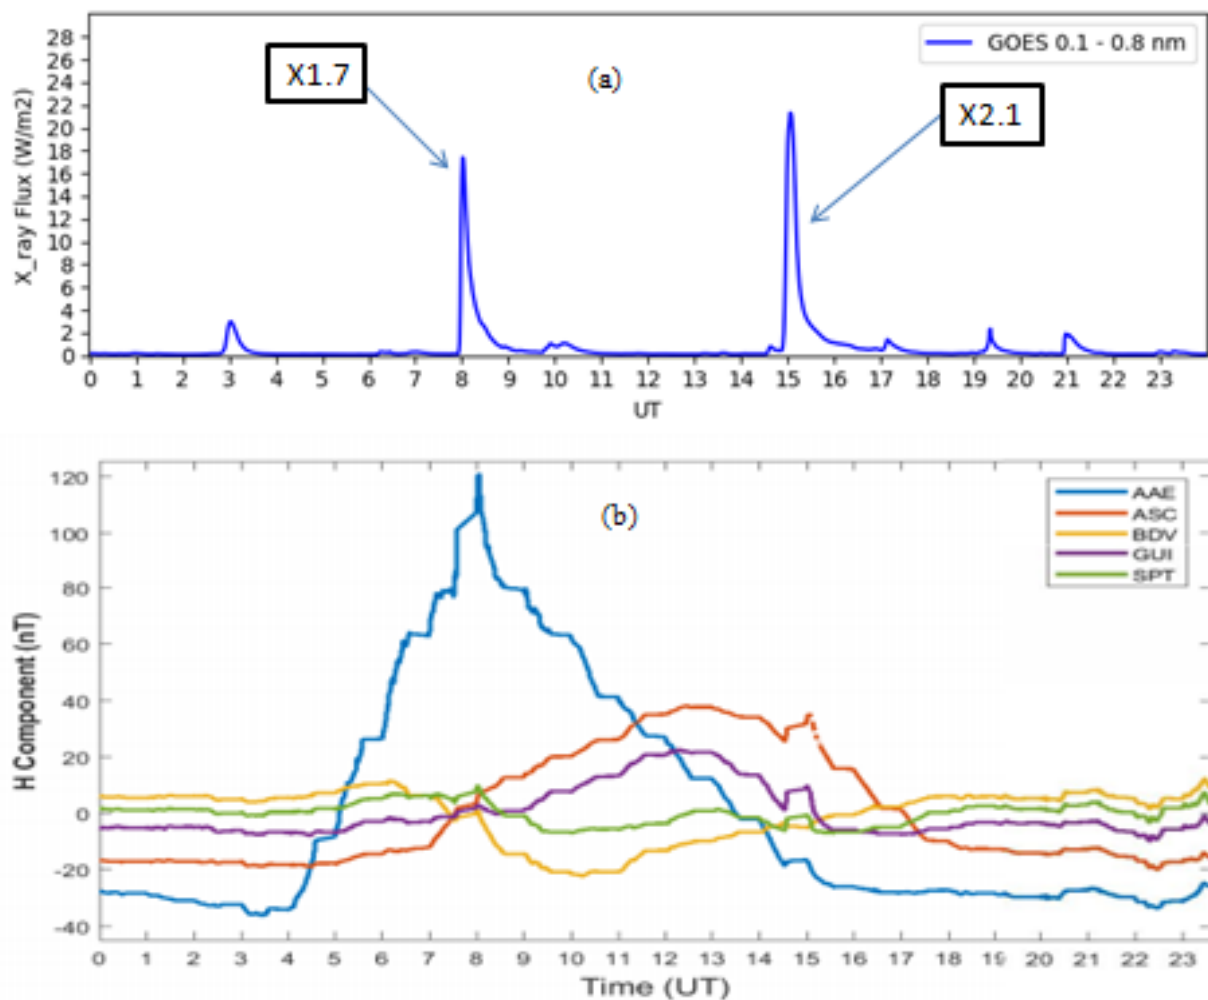 28
26
24
22
20
18
16
14
12
10
8
6
4
2
0
X_ray Flux (W/m2)
X1.7
(a)
GOES 0.1 - 0.8 nm
X2.1
0 1 2 3 4 5 6 7 8 9 10 11 12 13 14 15 16 17 18 19 20 21 22 23
UT
120
100
80
60
40
20
0
-20
-40
H Component (nT)
(b)
AAE
ASC
BDV
GUI
SPT
0 1 2 3 4 5 6 7 8 9 10 11 12 13 14 15 16 17 18 19 20 21 22 23
Time (UT)